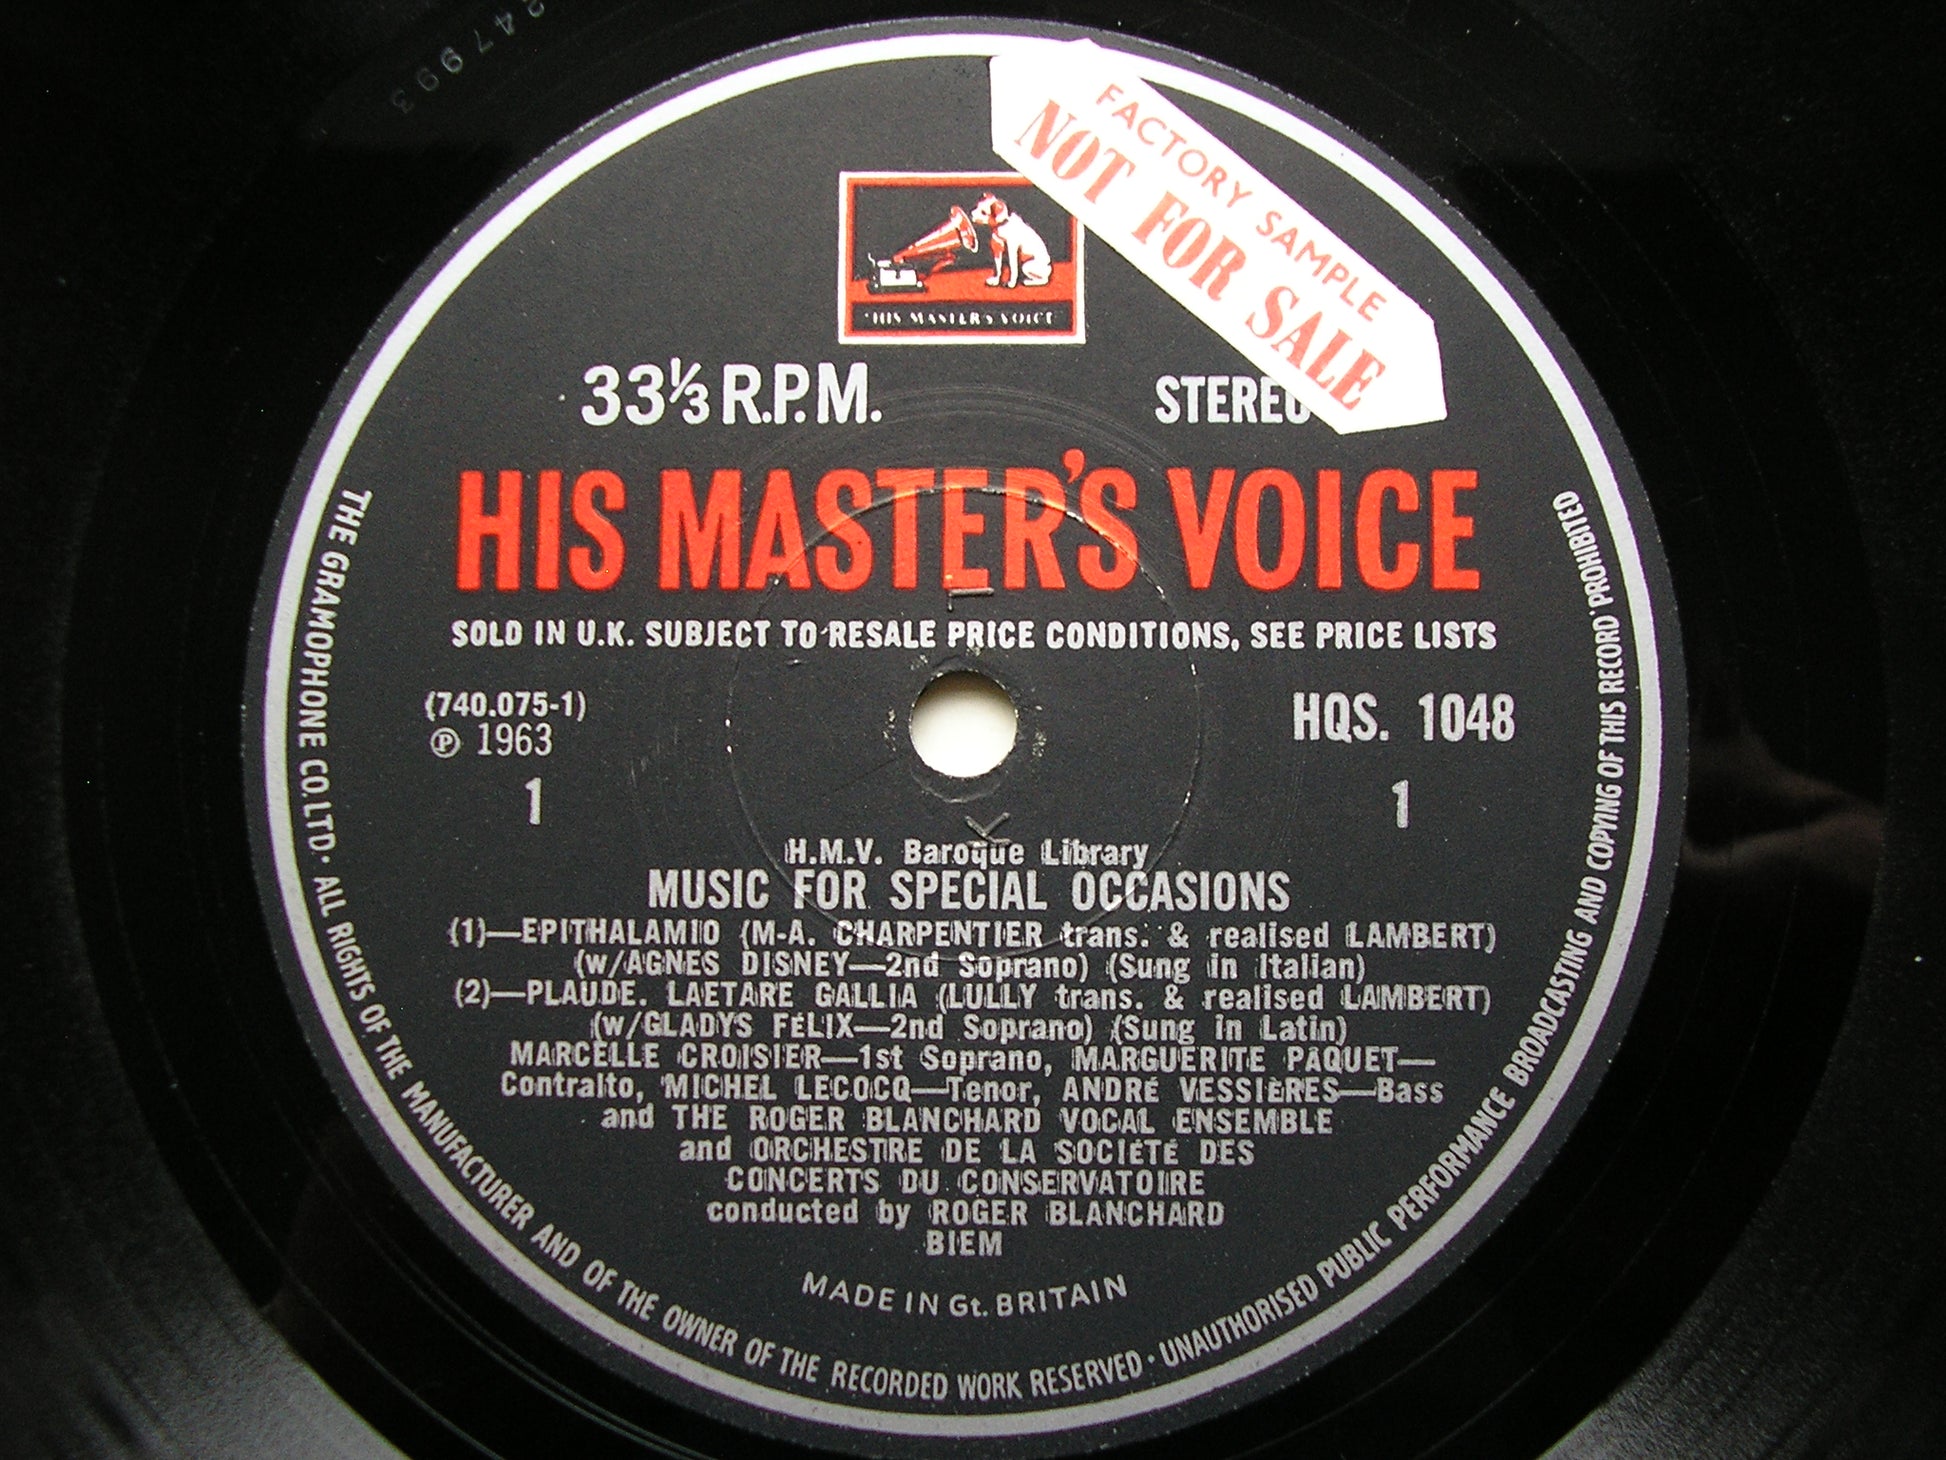 247993
FACTORY SAMPLE
NOT FOR SALE
'HIS MASTER'S VOICE'
33⅓ R.P.M.
STEREO
HIS MASTER'S VOICE
SOLD IN U.K. SUBJECT TO RESALE PRICE CONDITIONS, SEE PRICE LISTS
(740.075-1)
℗ 1963
HQS. 1048
1
1
H.M.V. Baroque Library
MUSIC FOR SPECIAL OCCASIONS
(1)—EPITHALAMIO (M-A. CHARPENTIER trans. & realised LAMBERT)
(w/AGNES DISNEY—2nd Soprano) (Sung in Italian)
(2)—PLAUDE. LAETARE GALLIA (LULLY trans. & realised LAMBERT)
(w/GLADYS FÉLIX—2nd Soprano) (Sung in Latin)
MARCELLE CROISIER—1st Soprano, MARGUERITE PÂQUET—
Contralto, MICHEL LECOCQ—Tenor, ANDRÉ VESSIÈRES—Bass
and THE ROGER BLANCHARD VOCAL ENSEMBLE
and ORCHESTRE DE LA SOCIÉTÉ DES
CONCERTS DU CONSERVATOIRE
conducted by ROGER BLANCHARD
BIEM
MADE IN Gt. BRITAIN
THE GRAMOPHONE CO. LTD. · ALL RIGHTS OF THE MANUFACTURER AND OF THE OWNER OF THE RECORDED WORK RESERVED · UNAUTHORISED PUBLIC PERFORMANCE BROADCASTING AND COPYING OF THIS RECORD PROHIBITED